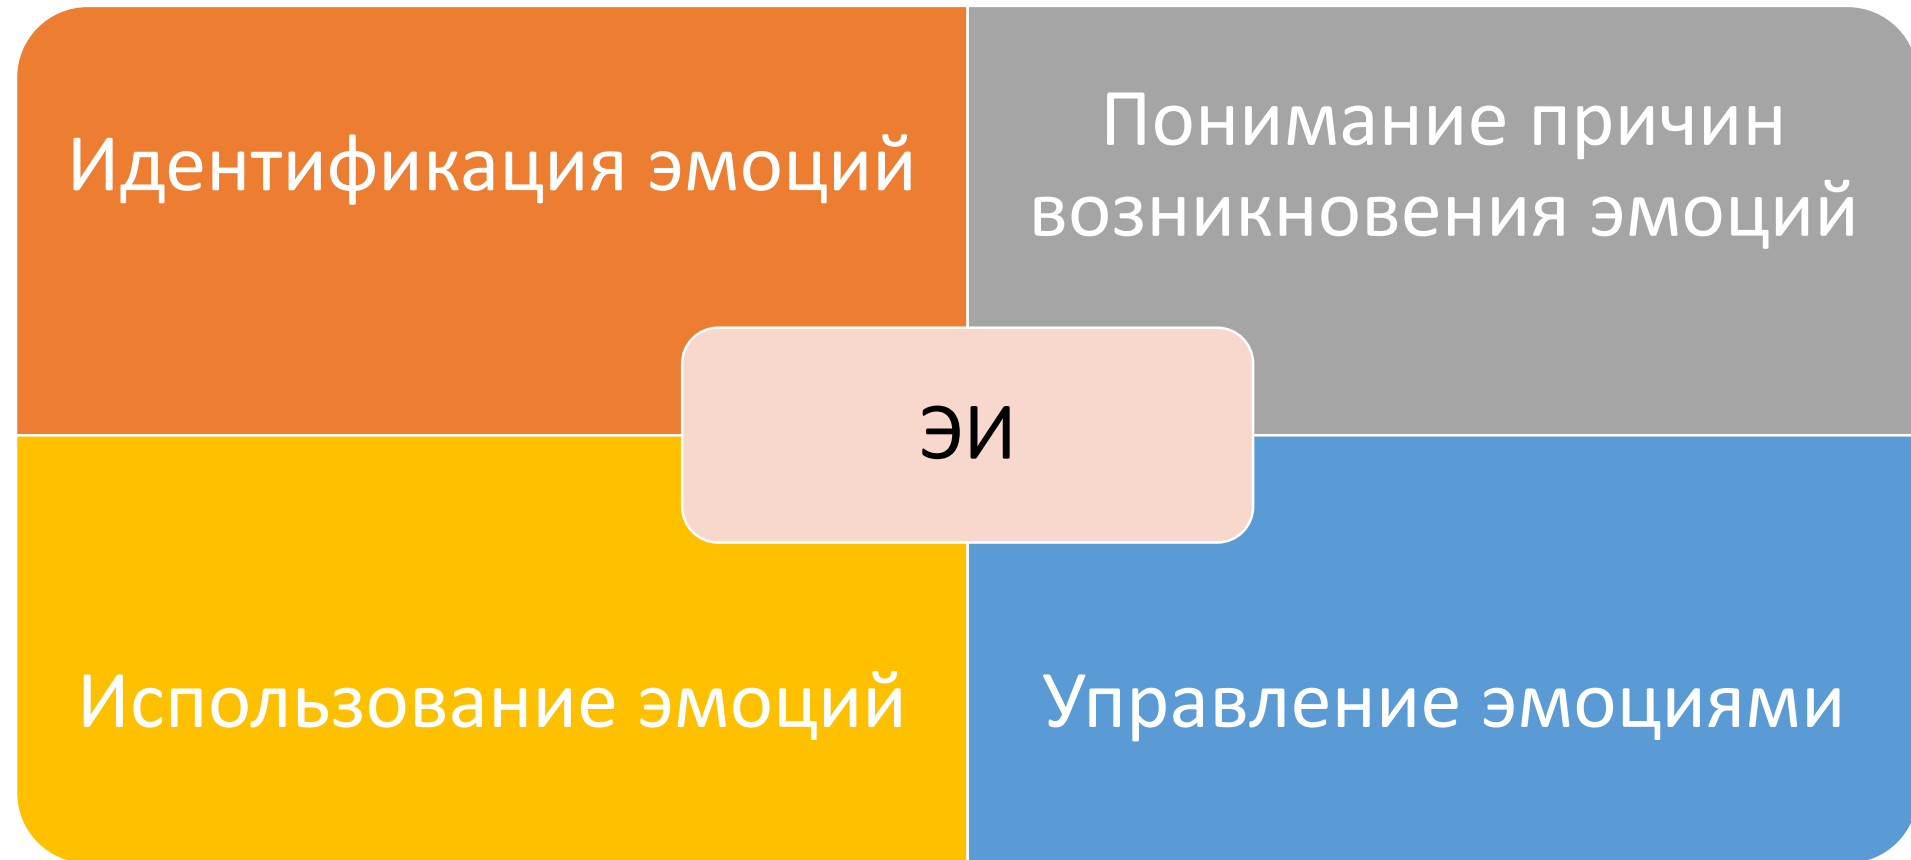 Идентификация эмоций
Понимание причин
возникновения эмоций
ЭИ
Использование эмоций
Управление эмоциями